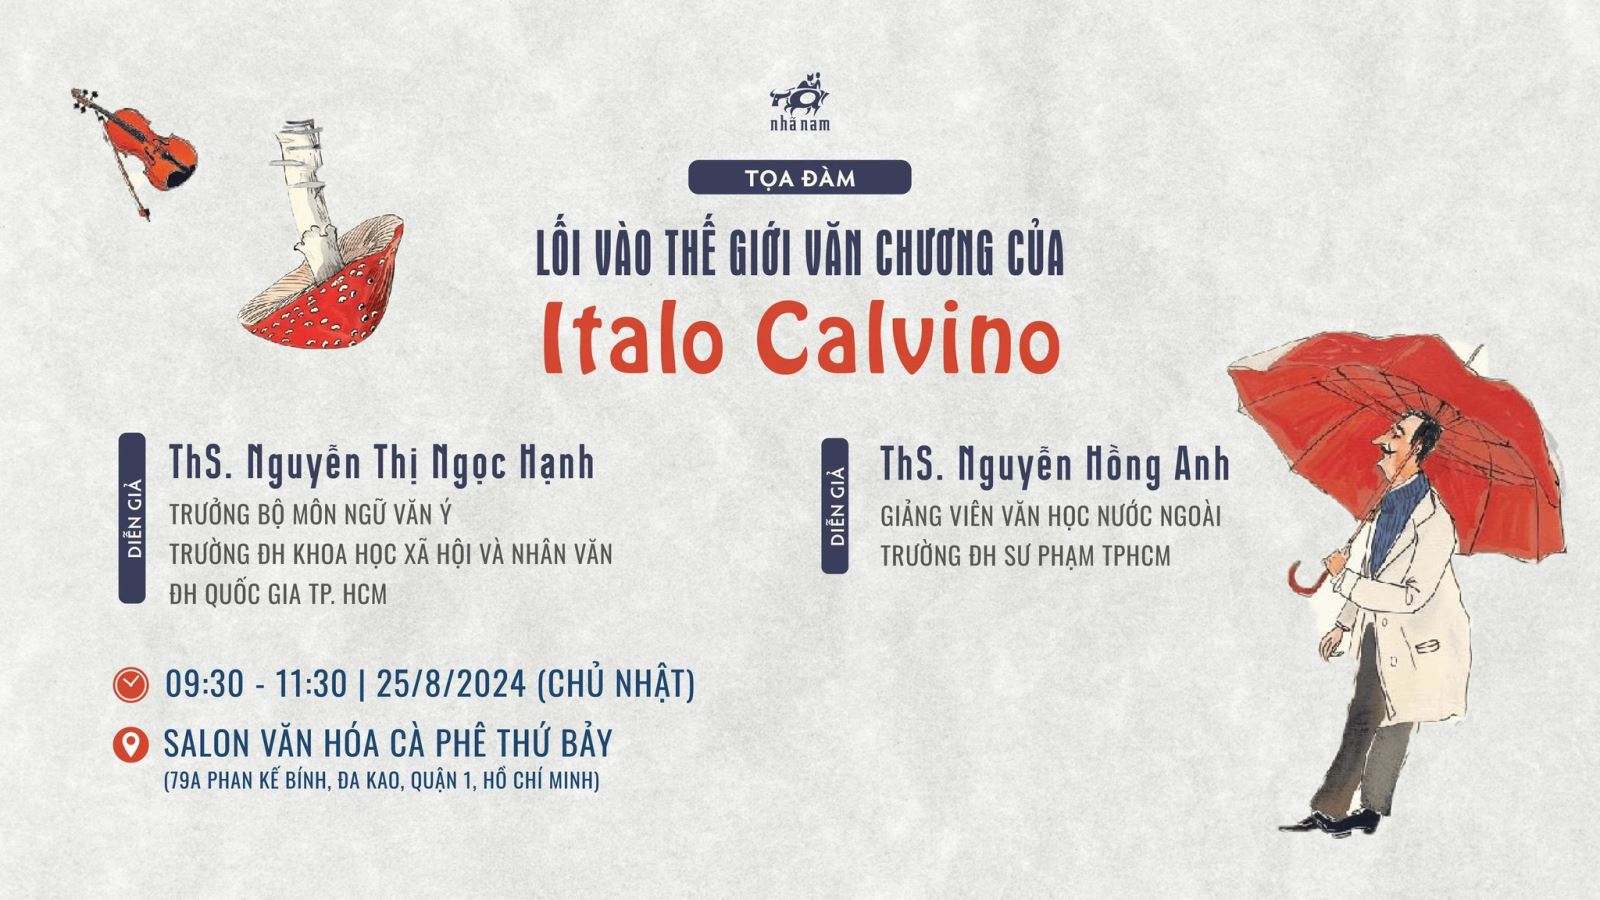 nhã nam
TỌA ĐÀM
LỐI VÀO THẾ GIỚI VĂN CHƯƠNG CỦA
Italo Calvino
DIỄN GIẢ
ThS. Nguyễn Thị Ngọc Hạnh
TRƯỞNG BỘ MÔN NGỮ VĂN Ý
TRƯỜNG ĐH KHOA HỌC XÃ HỘI VÀ NHÂN VĂN
ĐH QUỐC GIA TP. HCM
DIỄN GIẢ
ThS. Nguyễn Hồng Anh
GIẢNG VIÊN VĂN HỌC NƯỚC NGOÀI
TRƯỜNG ĐH SƯ PHẠM TPHCM
09:30 - 11:30 | 25/8/2024 (CHỦ NHẬT)
SALON VĂN HÓA CÀ PHÊ THỨ BẢY
(79A PHAN KẾ BÍNH, ĐA KAO, QUẬN 1, HỒ CHÍ MINH)